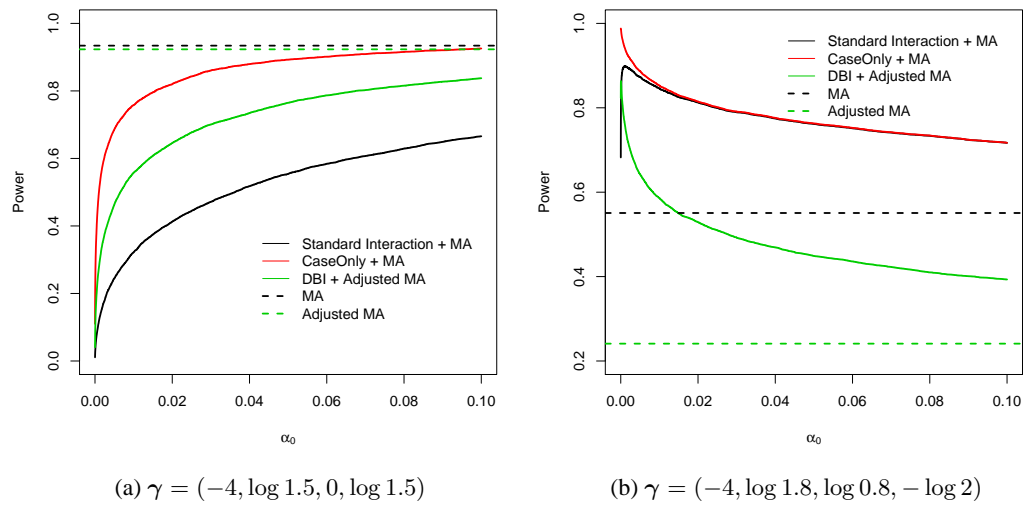 1.0
0.8
0.6
0.4
0.2
0.0
Power
Standard Interaction + MA
CaseOnly + MA
DBI + Adjusted MA
MA
Adjusted MA
0.00 0.02 0.04 0.06 0.08 0.10
α₀
(a) γ = (−4, log 1.5, 0, log 1.5)
1.0
0.8
0.6
0.4
0.2
Power
Standard Interaction + MA
CaseOnly + MA
DBI + Adjusted MA
MA
Adjusted MA
0.00 0.02 0.04 0.06 0.08 0.10
α₀
(b) γ = (−4, log 1.8, log 0.8, − log 2)